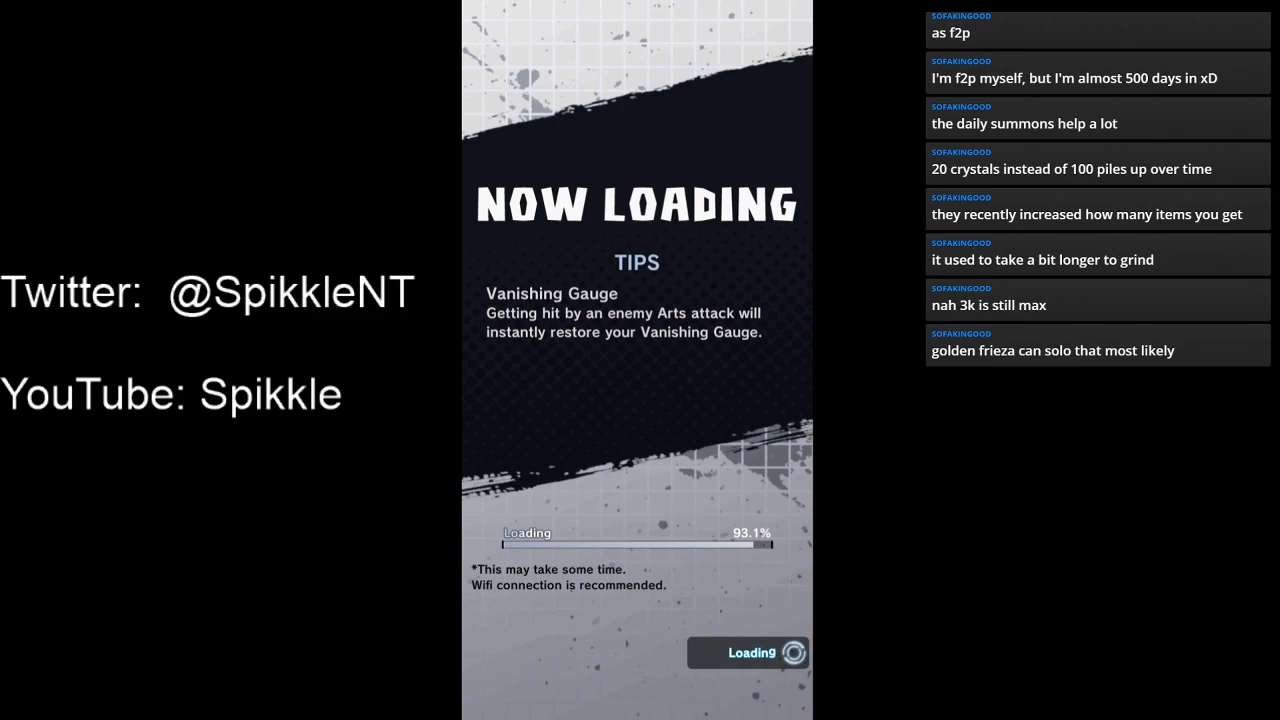 Twitter: @SpikkleNT
YouTube: Spikkle
NOW LOADING
TIPS
Vanishing Gauge
Getting hit by an enemy Arts attack will
instantly restore your Vanishing Gauge.
Loading 93.1%
*This may take some time.
Wifi connection is recommended.
Loading
SOFAKINGOOD
as f2p
SOFAKINGOOD
I'm f2p myself, but I'm almost 500 days in xD
SOFAKINGOOD
the daily summons help a lot
SOFAKINGOOD
20 crystals instead of 100 piles up over time
SOFAKINGOOD
they recently increased how many items you get
SOFAKINGOOD
it used to take a bit longer to grind
SOFAKINGOOD
nah 3k is still max
SOFAKINGOOD
golden frieza can solo that most likely